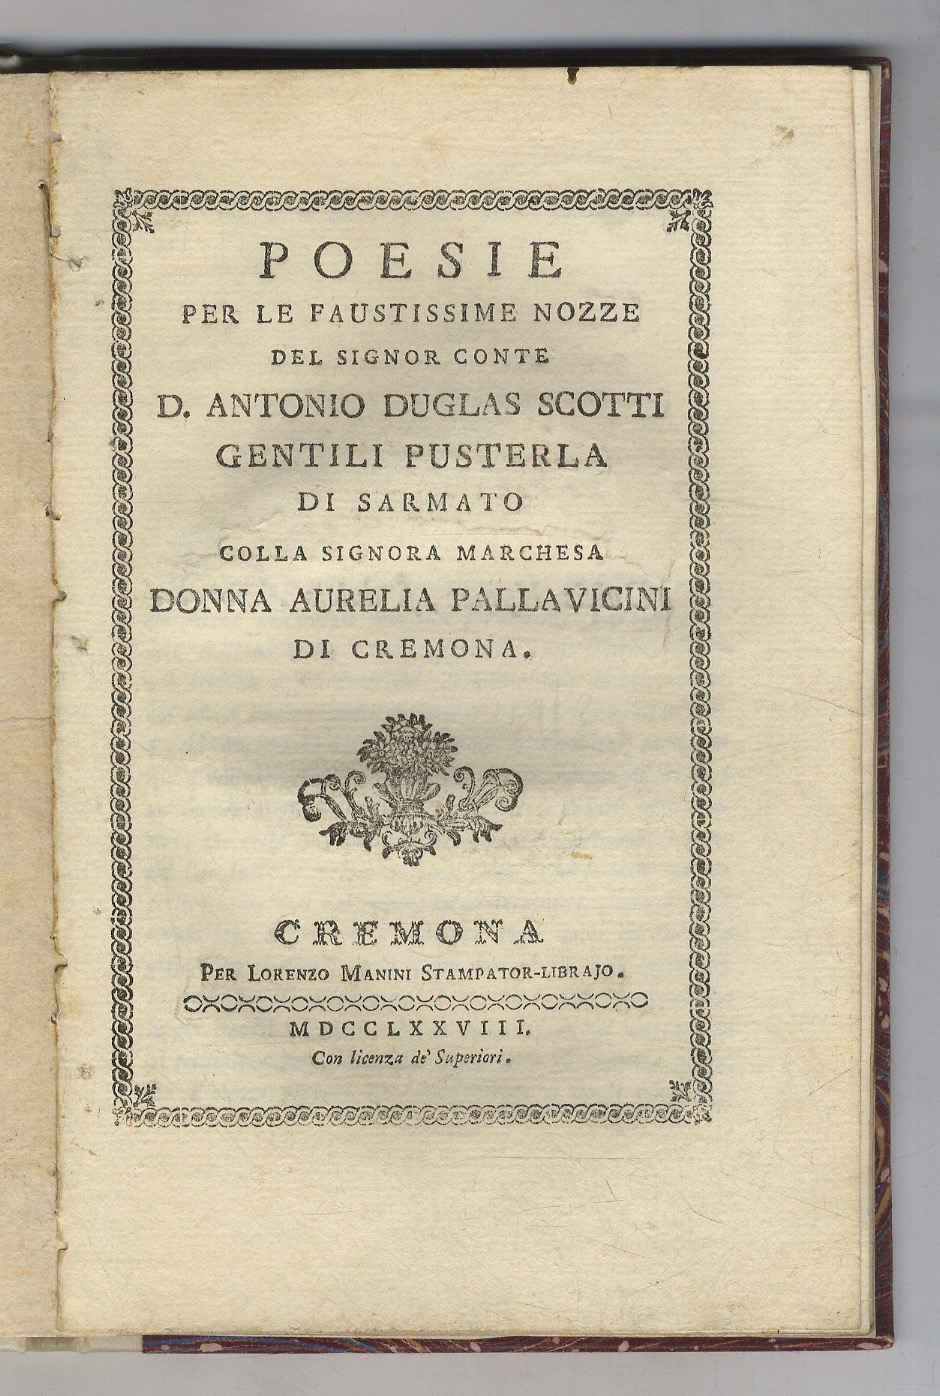 POESIE
PER LE FAUSTISSIME NOZZE
DEL SIGNOR CONTE
D. ANTONIO DUGLAS SCOTTI
GENTILI PUSTERLA
DI SARMATO
COLLA SIGNORA MARCHESA
DONNA AURELIA PALLAVICINI
DI CREMONA.
CREMONA
PER LORENZO MANINI STAMPATOR-LIBRAJO.
MDCCLXXVIII.
Con licenza de' Superiori.